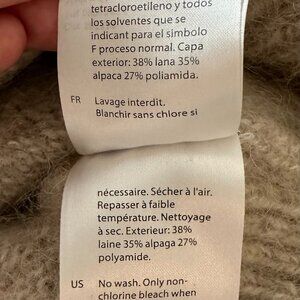 tetracloroetileno y todos
los solventes que se
indican para el simbolo
F proceso normal. Capa
exterior: 38% lana 35%
alpaca 27% poliamida.
FR Lavage interdit.
Blanchir sans chlore si
nécessaire. Sécher à l'air.
Repasser à faible
température. Nettoyage
à sec. Exterieur: 38%
laine 35% alpaga 27%
polyamide.
US No wash. Only non-
chlorine bleach when